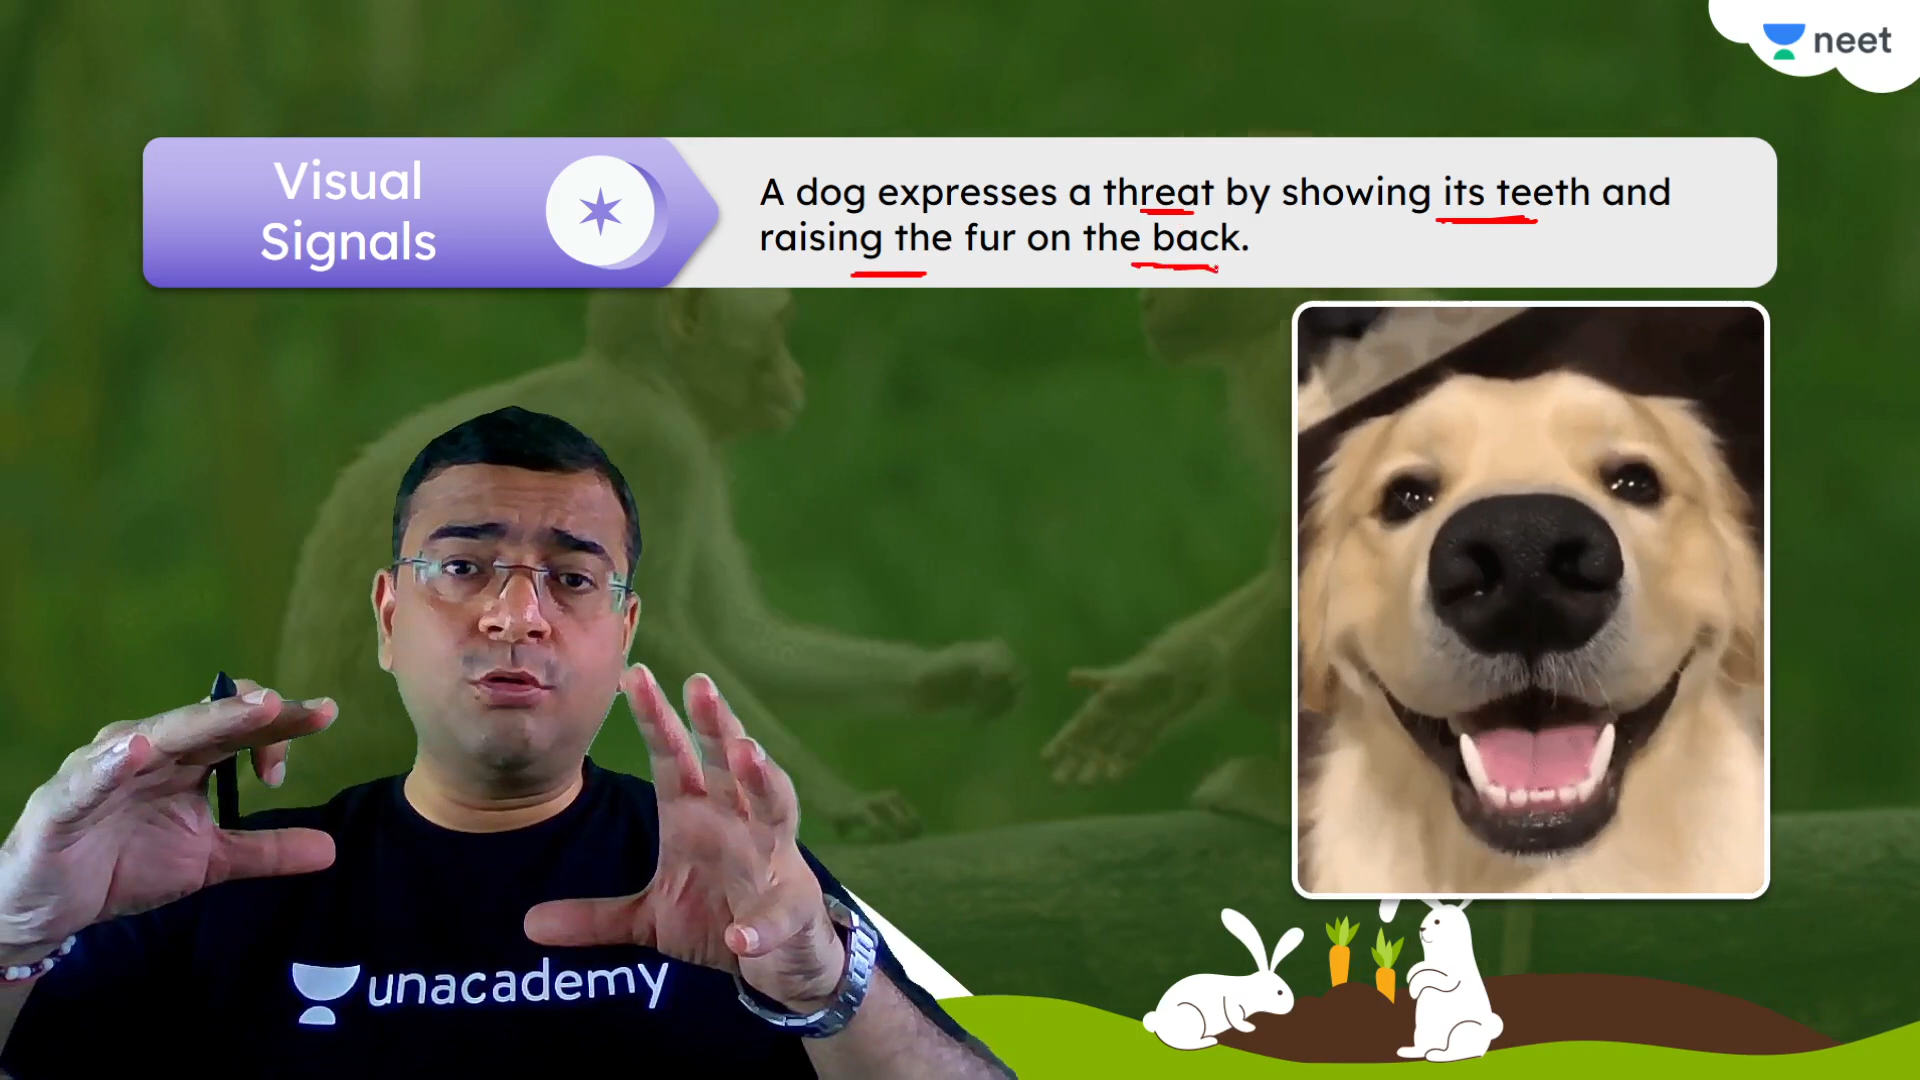 neet
Visual
Signals
A dog expresses a threat by showing its teeth and
raising the fur on the back.
unacademy